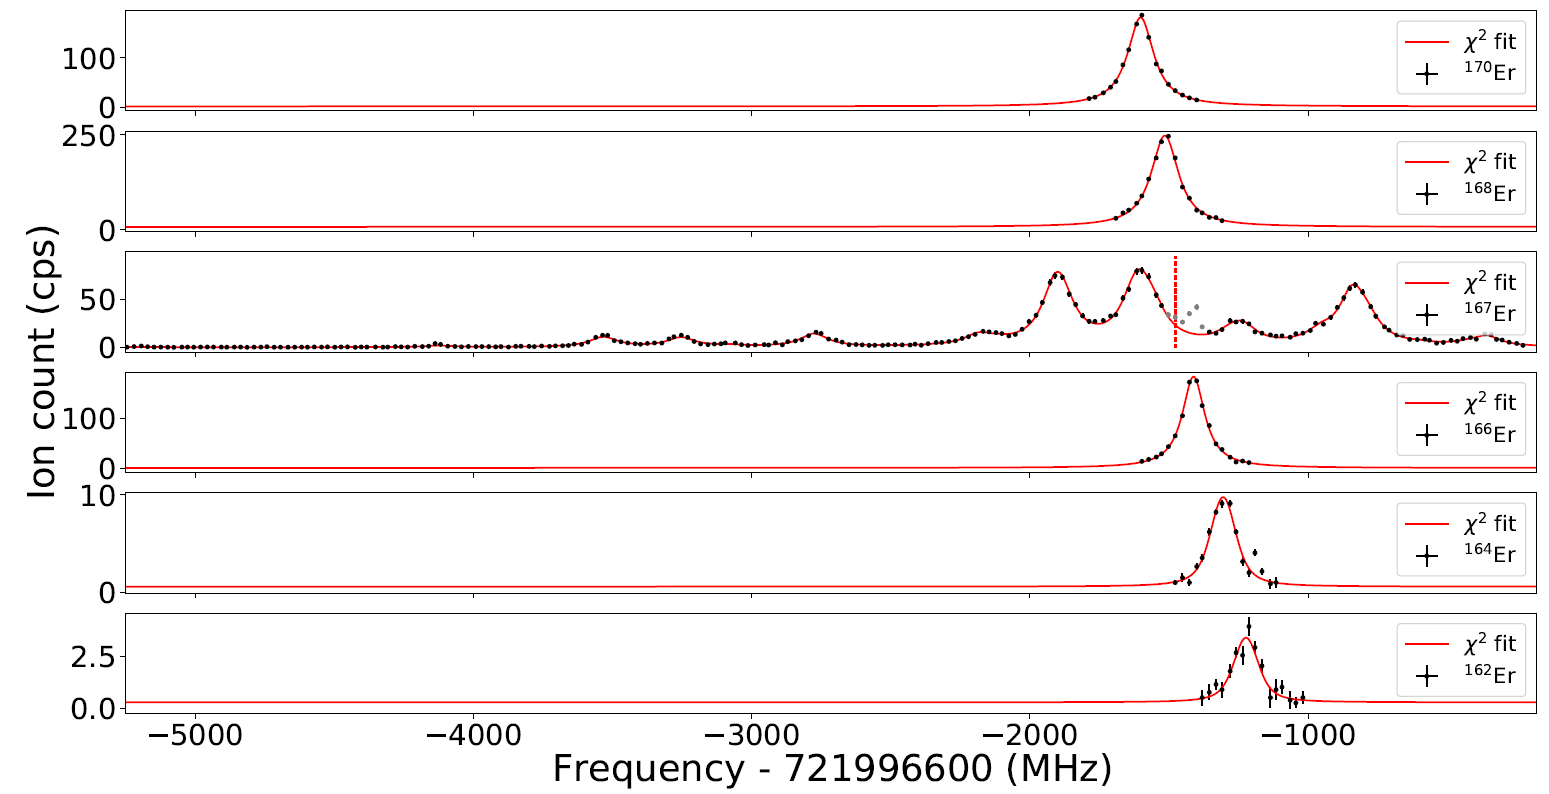 100
0
χ² fit
¹⁷⁰Er
250
0
χ² fit
¹⁶⁸Er
50
0
χ² fit
¹⁶⁷Er
100
0
χ² fit
¹⁶⁶Er
10
0
χ² fit
¹⁶⁴Er
2.5
0.0
χ² fit
¹⁶²Er
Ion count (cps)
−5000 −4000 −3000 −2000 −1000
Frequency - 721996600 (MHz)